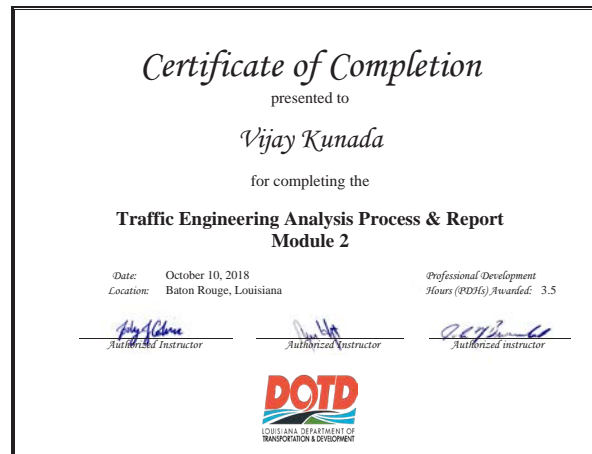 Certificate of Completion
presented to
Vijay Kunada
for completing the
Traffic Engineering Analysis Process & Report
Module 2
Date: October 10, 2018
Location: Baton Rouge, Louisiana
Professional Development
Hours (PDHs) Awarded: 3.5
Authorized Instructor
Authorized Instructor
Authorized instructor
DOTD
LOUISIANA DEPARTMENT OF
TRANSPORTATION & DEVELOPMENT